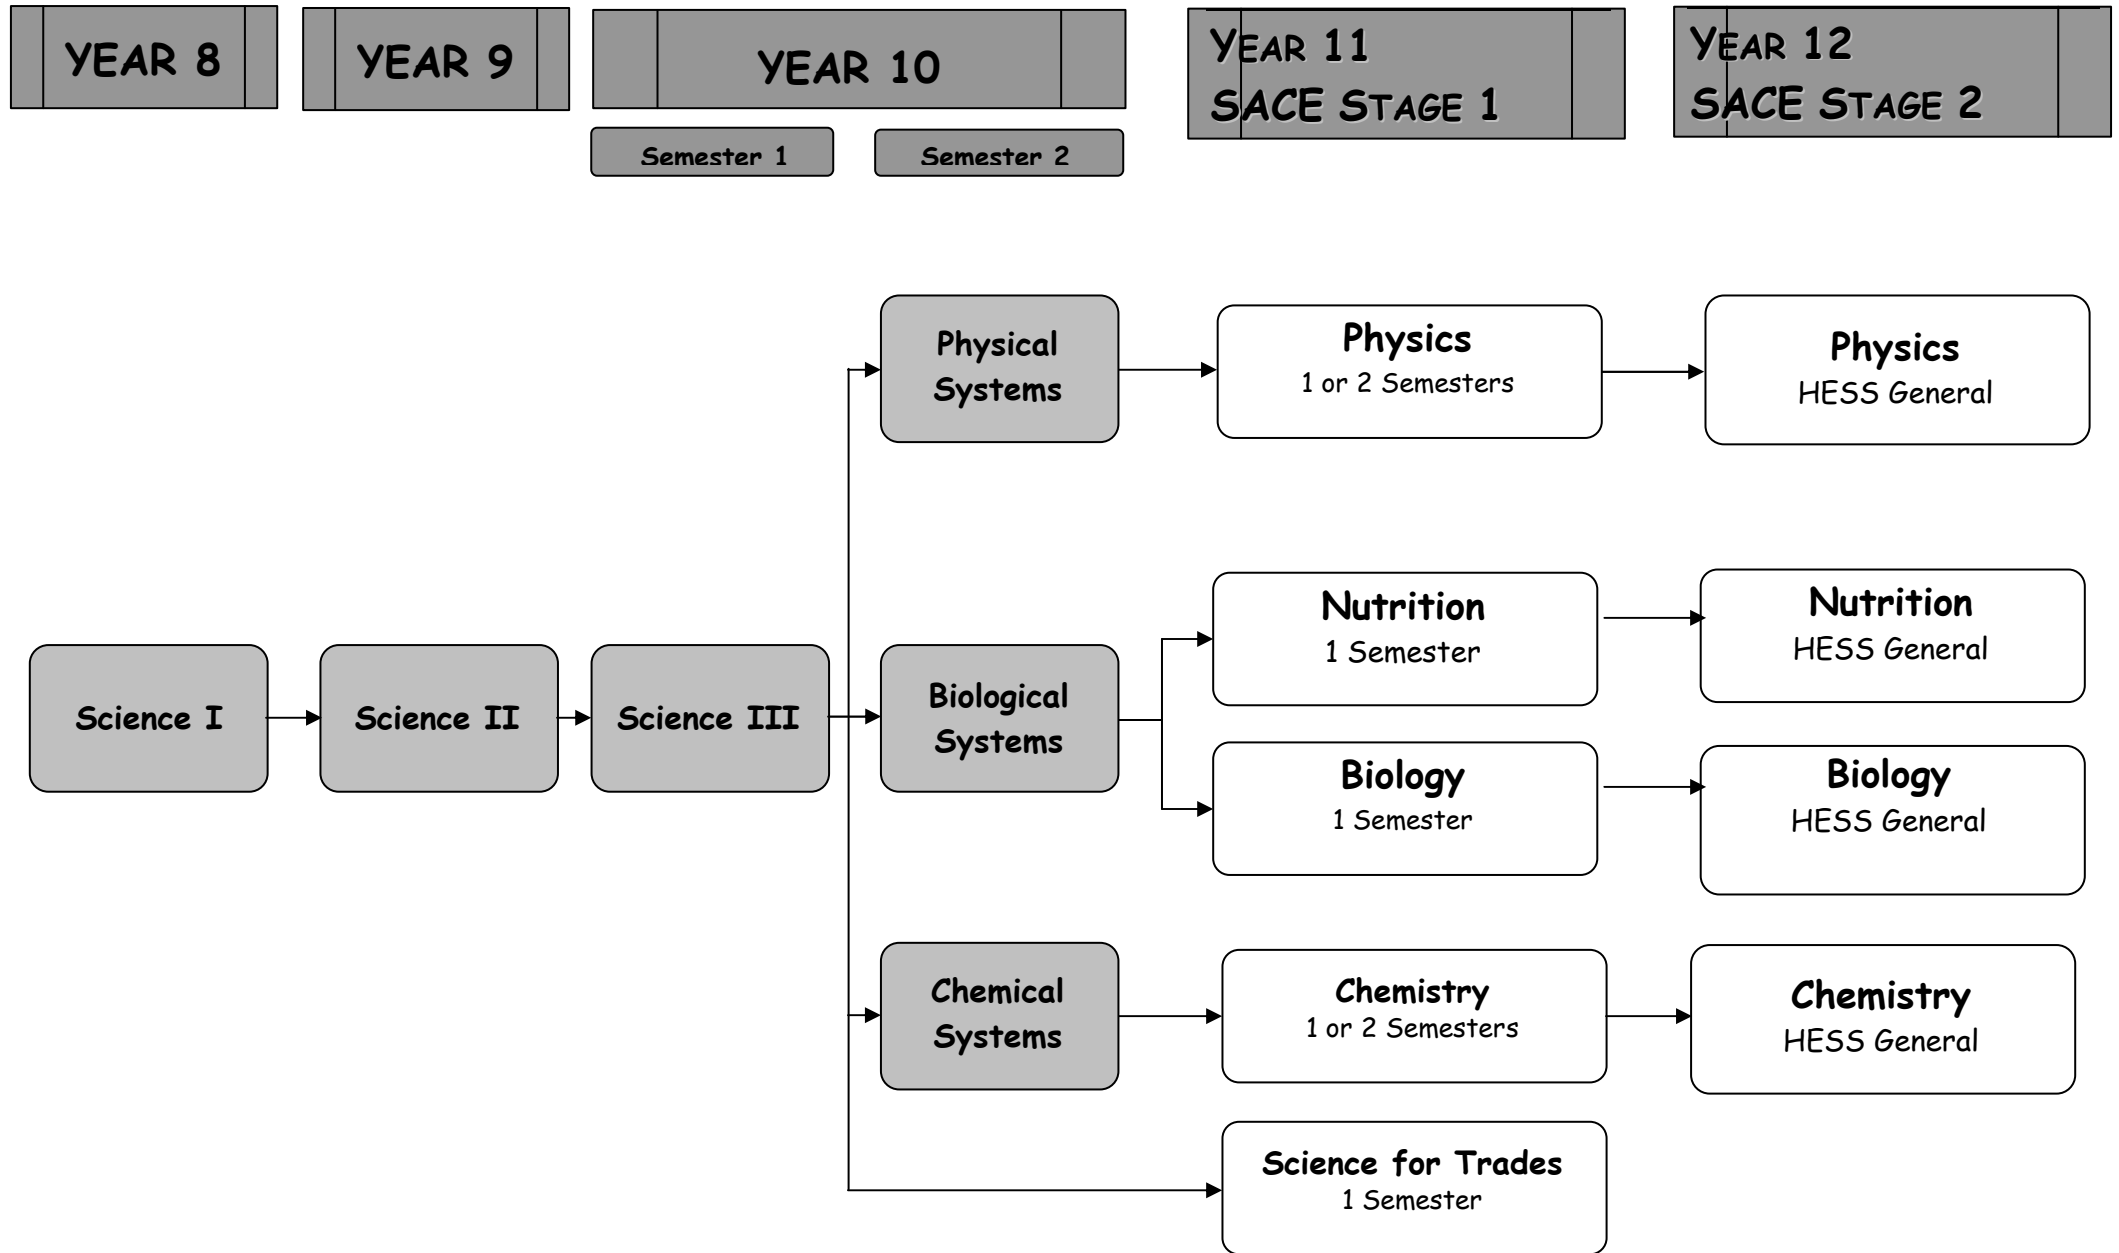 YEAR 8
YEAR 9
YEAR 10
YEAR 11
SACE STAGE 1
YEAR 12
SACE STAGE 2
Semester 1
Semester 2
Physical
Systems
Physics
1 or 2 Semesters
Physics
HESS General
Nutrition
1 Semester
Nutrition
HESS General
Science I
Science II
Science III
Biological
Systems
Biology
1 Semester
Biology
HESS General
Chemical
Systems
Chemistry
1 or 2 Semesters
Chemistry
HESS General
Science for Trades
1 Semester